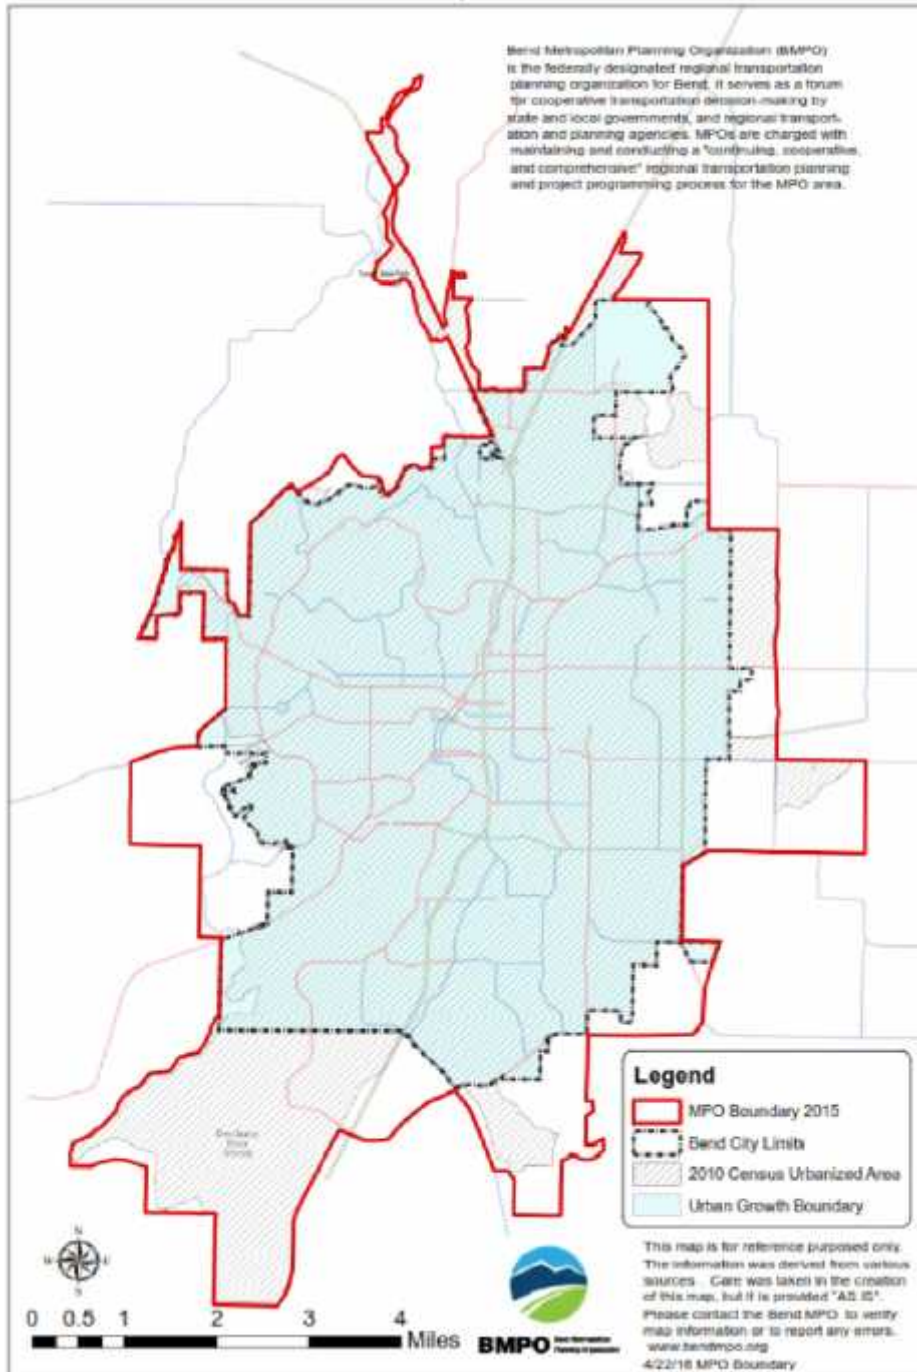 Bend Metropolitan Planning Organization (BMPO)
is the federally designated regional transportation
planning organization for Bend. It serves as a forum
for cooperative transportation decision-making by
state and local governments, and regional transport-
ation and planning agencies. MPOs are charged with
maintaining and conducting a "continuing, cooperative,
and comprehensive" regional transportation planning
and project programming process for the MPO area.
Legend
MPO Boundary 2015
Bend City Limits
2010 Census Urbanized Area
Urban Growth Boundary
N
W E
S
0 0.5 1 2 3 4
Miles
BMPO
This map is for reference purposed only.
The information was derived from various
sources. Care was taken in the creation
of this map, but it is provided "AS IS".
Please contact the Bend MPO to verify
map information or to report any errors.
www.bendmpo.org
4/22/16 MPO Boundary